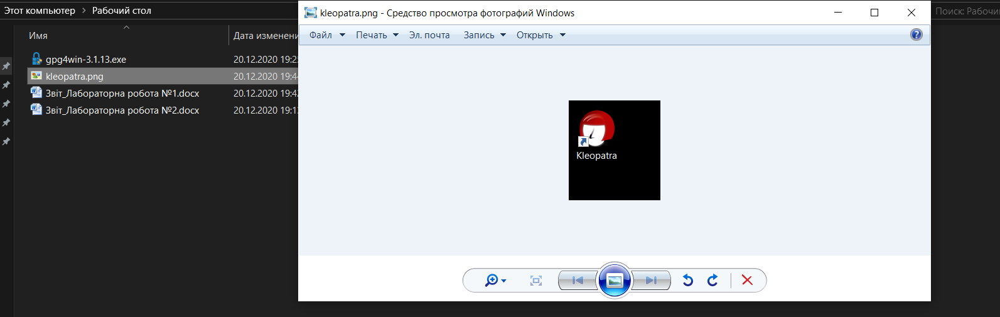 Этот компьютер > Рабочий стол
Имя
Дата изменени
gpg4win-3.1.13.exe
20.12.2020 19:2
kleopatra.png
20.12.2020 19:44
Звіт_Лабораторна робота №1.docx
20.12.2020 19:4
Звіт_Лабораторна робота №2.docx
20.12.2020 19:1
kleopatra.png - Средство просмотра фотографий Windows
Файл
Печать
Эл. почта
Запись
Открыть
Kleopatra
Поиск: Рабочи